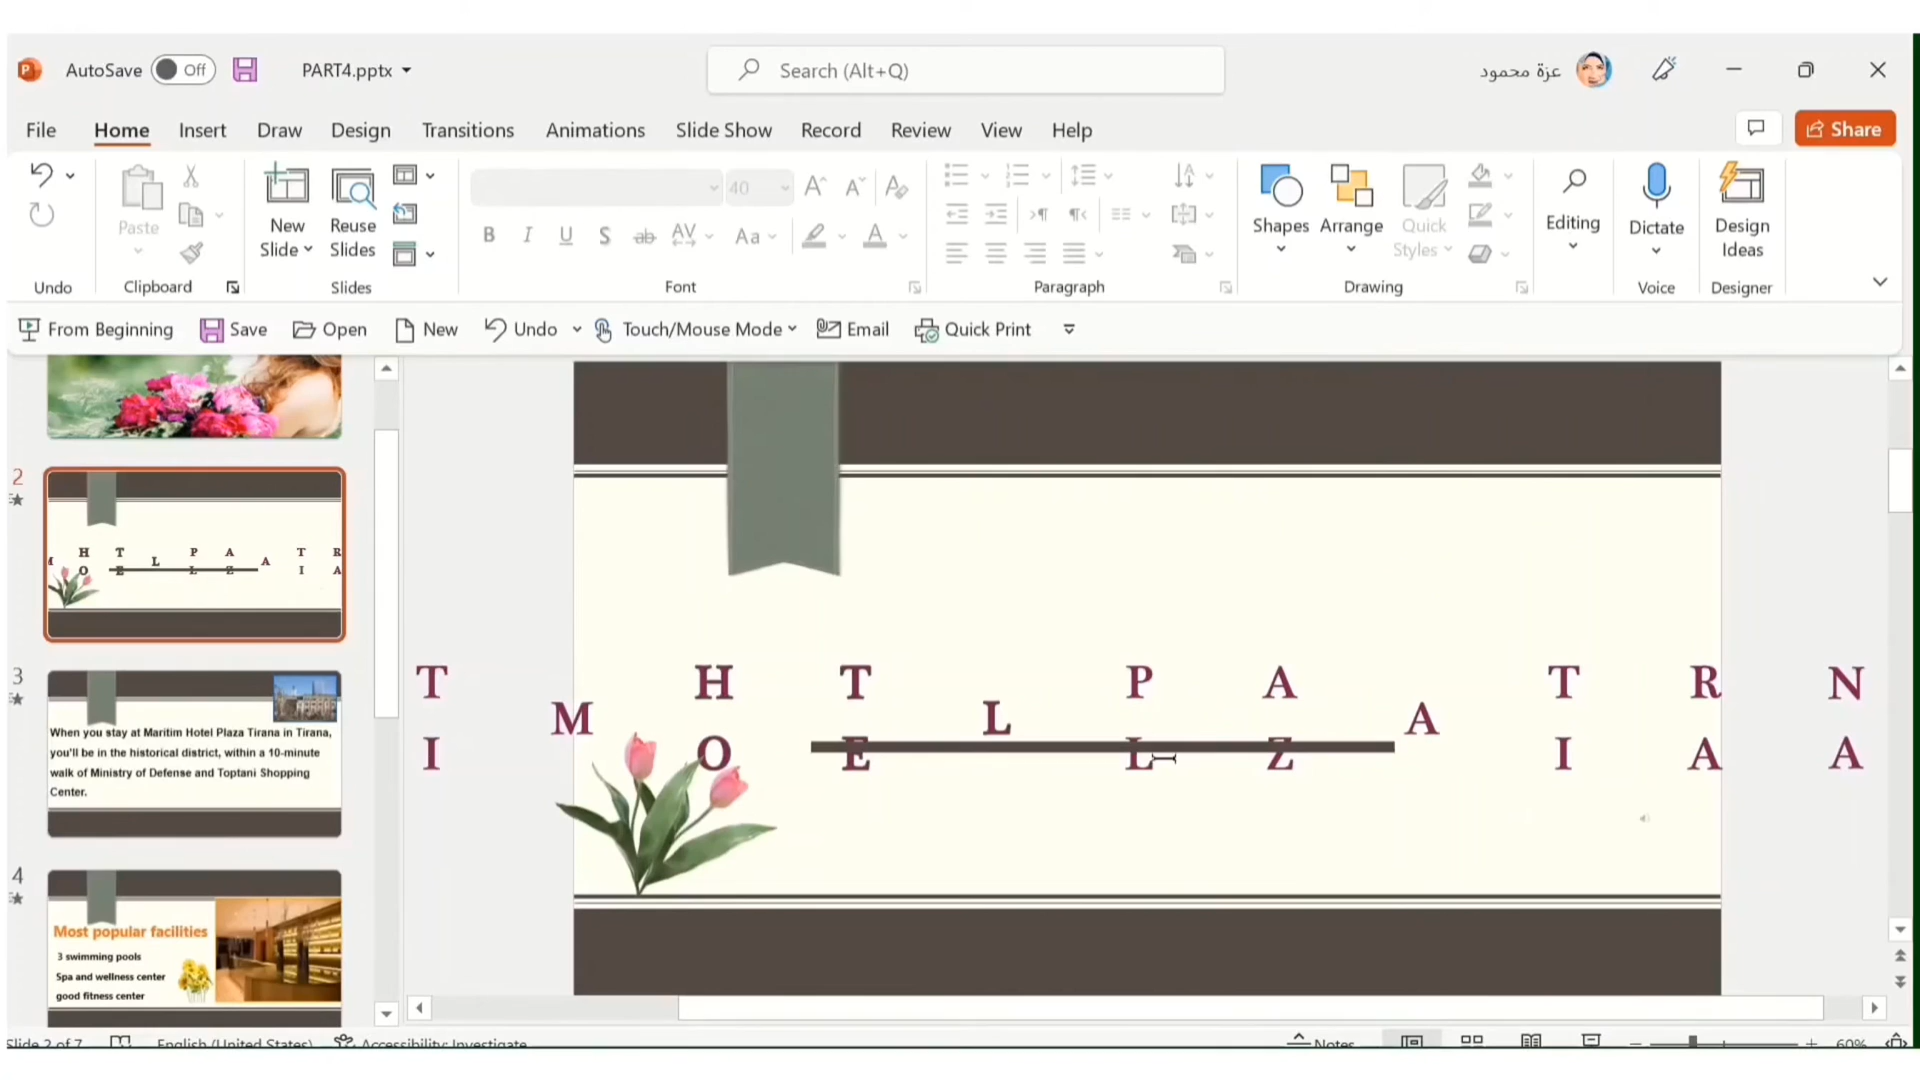 AutoSave Off PART4.pptx Search (Alt+Q) عزة محمود
File Home Insert Draw Design Transitions Animations Slide Show Record Review View Help Share
Paste New Slide Reuse Slides 40 Shapes Arrange Quick Styles Editing Dictate Design Ideas
B I U S ab AV Aa A
Undo Clipboard Slides Font Paragraph Drawing Voice Designer
From Beginning Save Open New Undo Touch/Mouse Mode Email Quick Print
2
H T P A T R
M L A
O E L Z I A
3
When you stay at Maritim Hotel Plaza Tirana in Tirana,
you'll be in the historical district, within a 10-minute
walk of Ministry of Defense and Toptani Shopping
Center.
4
Most popular facilities
3 swimming pools
Spa and wellness center
good fitness center
T H T P A T R N
M L A
I O E L Z I A A
Slide 2 of 7 English (United States) Accessibility: Investigate Notes 60%